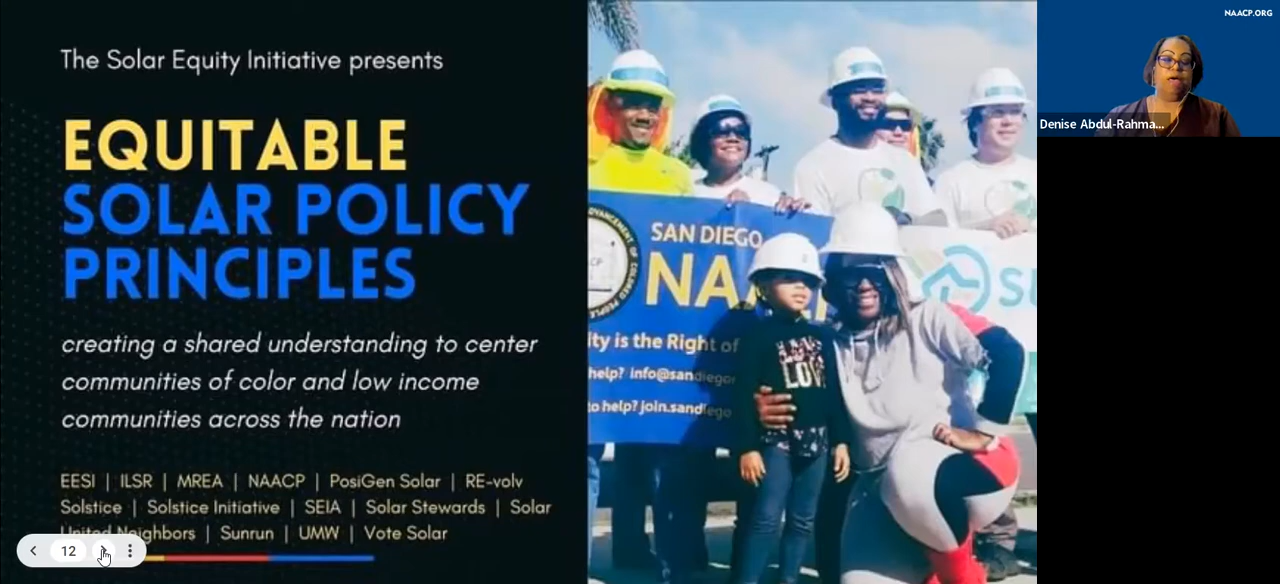 The Solar Equity Initiative presents
EQUITABLE
SOLAR POLICY
PRINCIPLES
creating a shared understanding to center
communities of color and low income
communities across the nation
EESI | ILSR | MREA | NAACP | PosiGen Solar | RE-volv
Solstice | Solstice Initiative | SEIA | Solar Stewards | Solar
United Neighbors | Sunrun | UMW | Vote Solar
12
SAN DIEGO
NA
ity is the Right of
help? info@sandiego
to help? join.sandiego
LOVE
NAACP.ORG
Denise Abdul-Rahma...